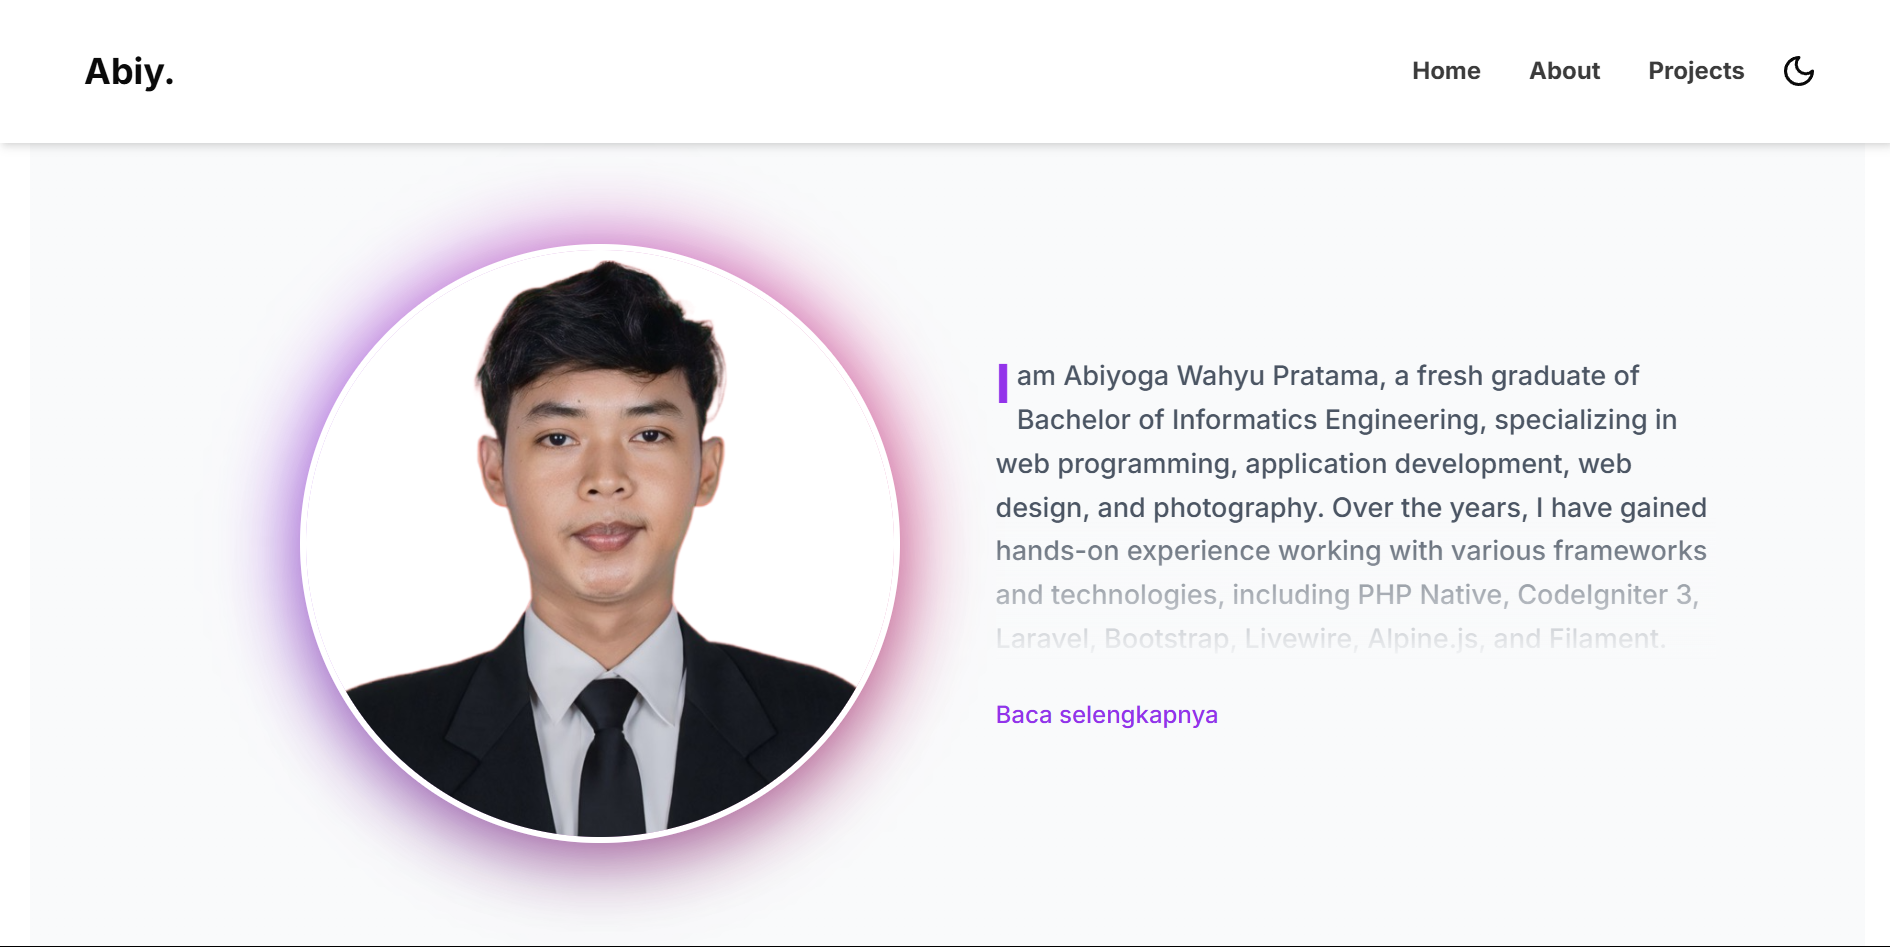 Abiy.
Home About Projects
I am Abiyoga Wahyu Pratama, a fresh graduate of
Bachelor of Informatics Engineering, specializing in
web programming, application development, web
design, and photography. Over the years, I have gained
hands-on experience working with various frameworks
and technologies, including PHP Native, CodeIgniter 3,
Laravel, Bootstrap, Livewire, Alpine.js, and Filament.
Baca selengkapnya